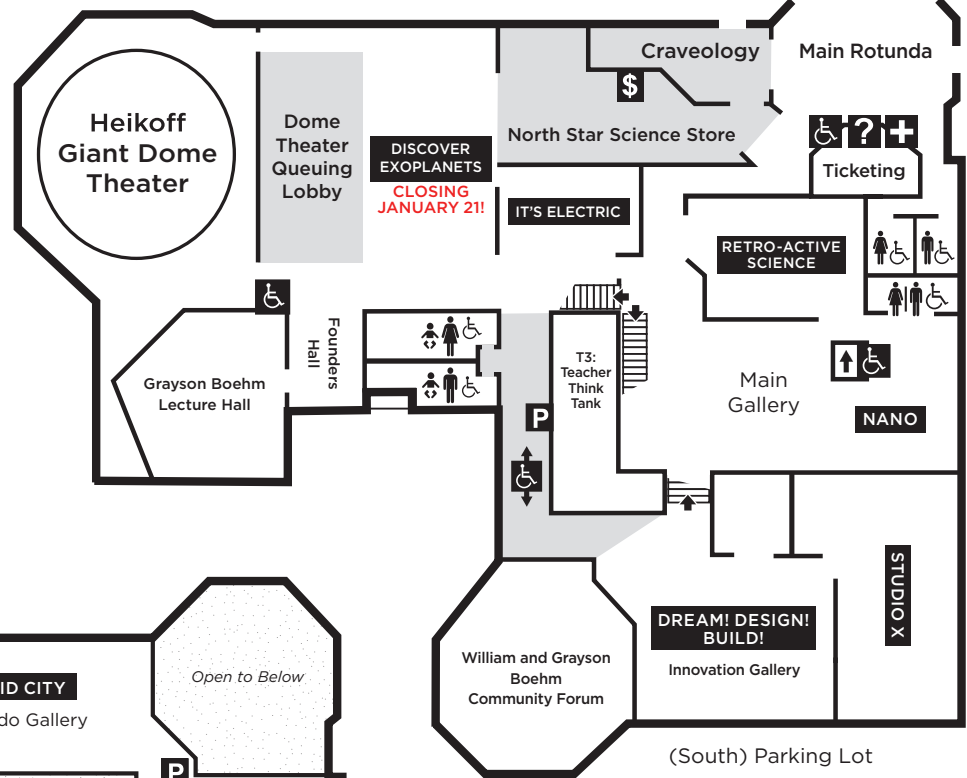 Craveology
Main Rotunda
$
Heikoff
Giant Dome
Theater
Dome
Theater
Queuing
Lobby
DISCOVER
EXOPLANETS
CLOSING
JANUARY 21!
North Star Science Store
?
Ticketing
IT'S ELECTRIC
RETRO-ACTIVE
SCIENCE
Founders
Hall
Grayson Boehm
Lecture Hall
T3:
Teacher
Think
Tank
Main
Gallery
NANO
P
STUDIO X
DREAM! DESIGN!
BUILD!
Innovation Gallery
William and Grayson
Boehm
Community Forum
Open to Below
ID CITY
do Gallery
P
(South) Parking Lot